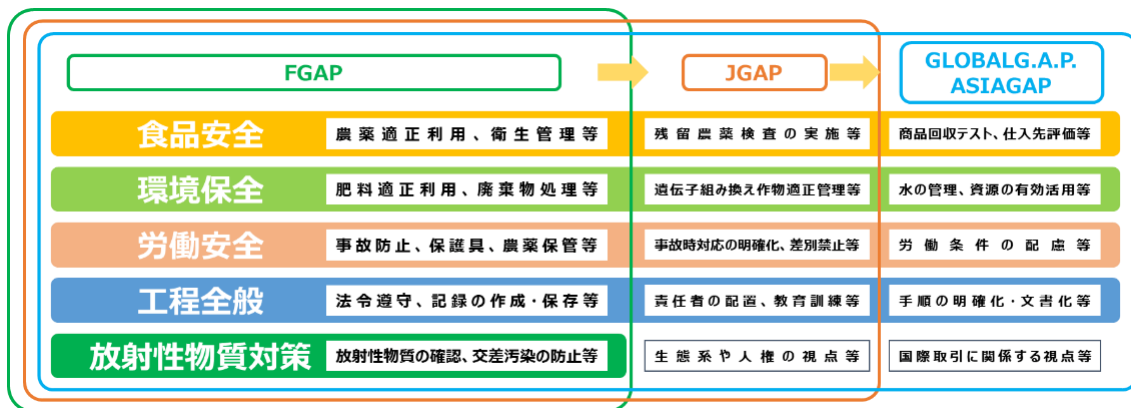 FGAP
JGAP
GLOBALG.A.P.
ASIAGAP
食品安全 農薬適正利用、衛生管理等 残留農薬検査の実施等 商品回収テスト、仕入先評価等
環境保全 肥料適正利用、廃棄物処理等 遺伝子組み換え作物適正管理等 水の管理、資源の有効活用等
労働安全 事故防止、保護具、農薬保管等 事故時対応の明確化、差別禁止等 労働条件の配慮等
工程全般 法令遵守、記録の作成・保存等 責任者の配置、教育訓練等 手順の明確化・文書化等
放射性物質対策 放射性物質の確認、交差汚染の防止等 生態系や人権の視点等 国際取引に関係する視点等